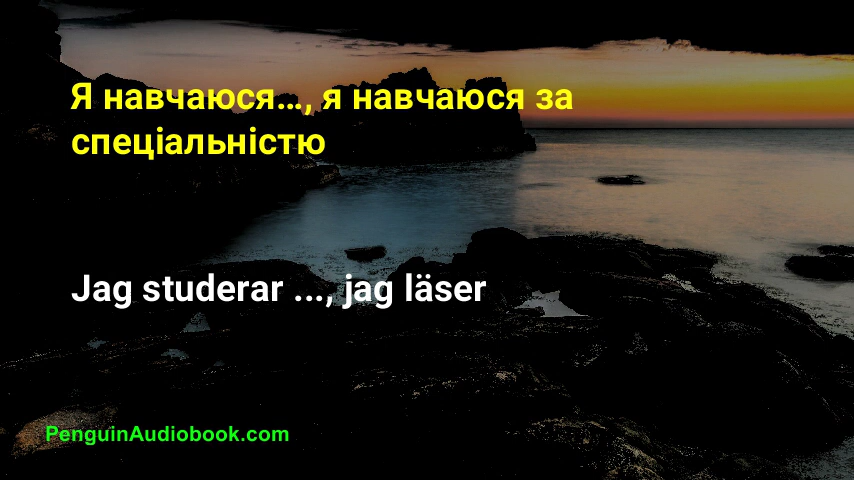 Я навчаюся…, я навчаюся за
спеціальністю
Jag studerar ..., jag läser
PenguinAudiobook.com